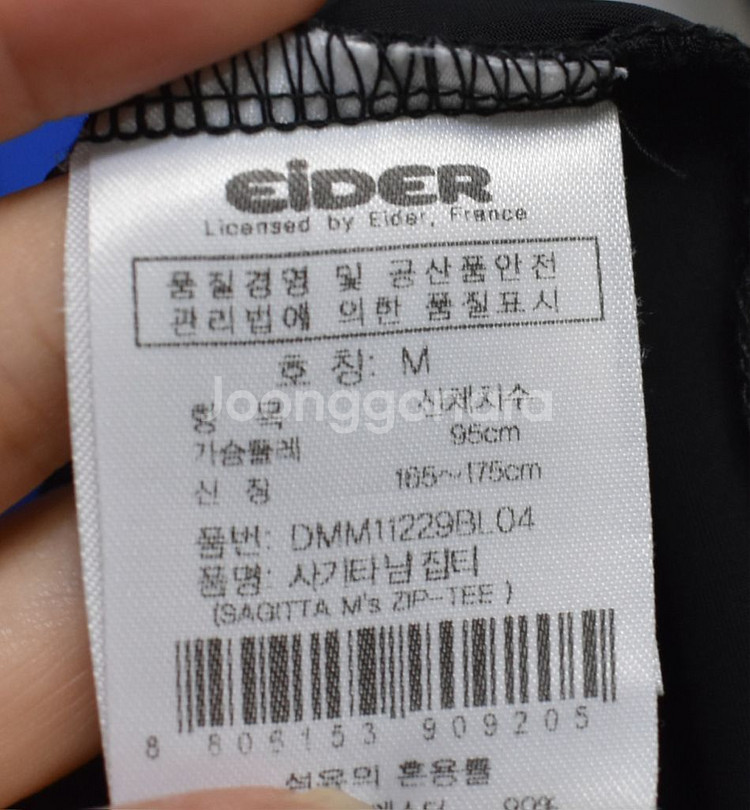 EiDER
Licensed by Eider, France
품질경영 및 공산품안전
관리법에 의한 품질표시
호 칭: M
항 목 신체치수
Joonggonara
가슴둘레 95cm
신 장 165~175cm
품번: DMM11229BL04
품명: 사기타 남 집티
(SAGITTA M's ZIP-TEE )
8 806153 909205
섬유의 혼용률